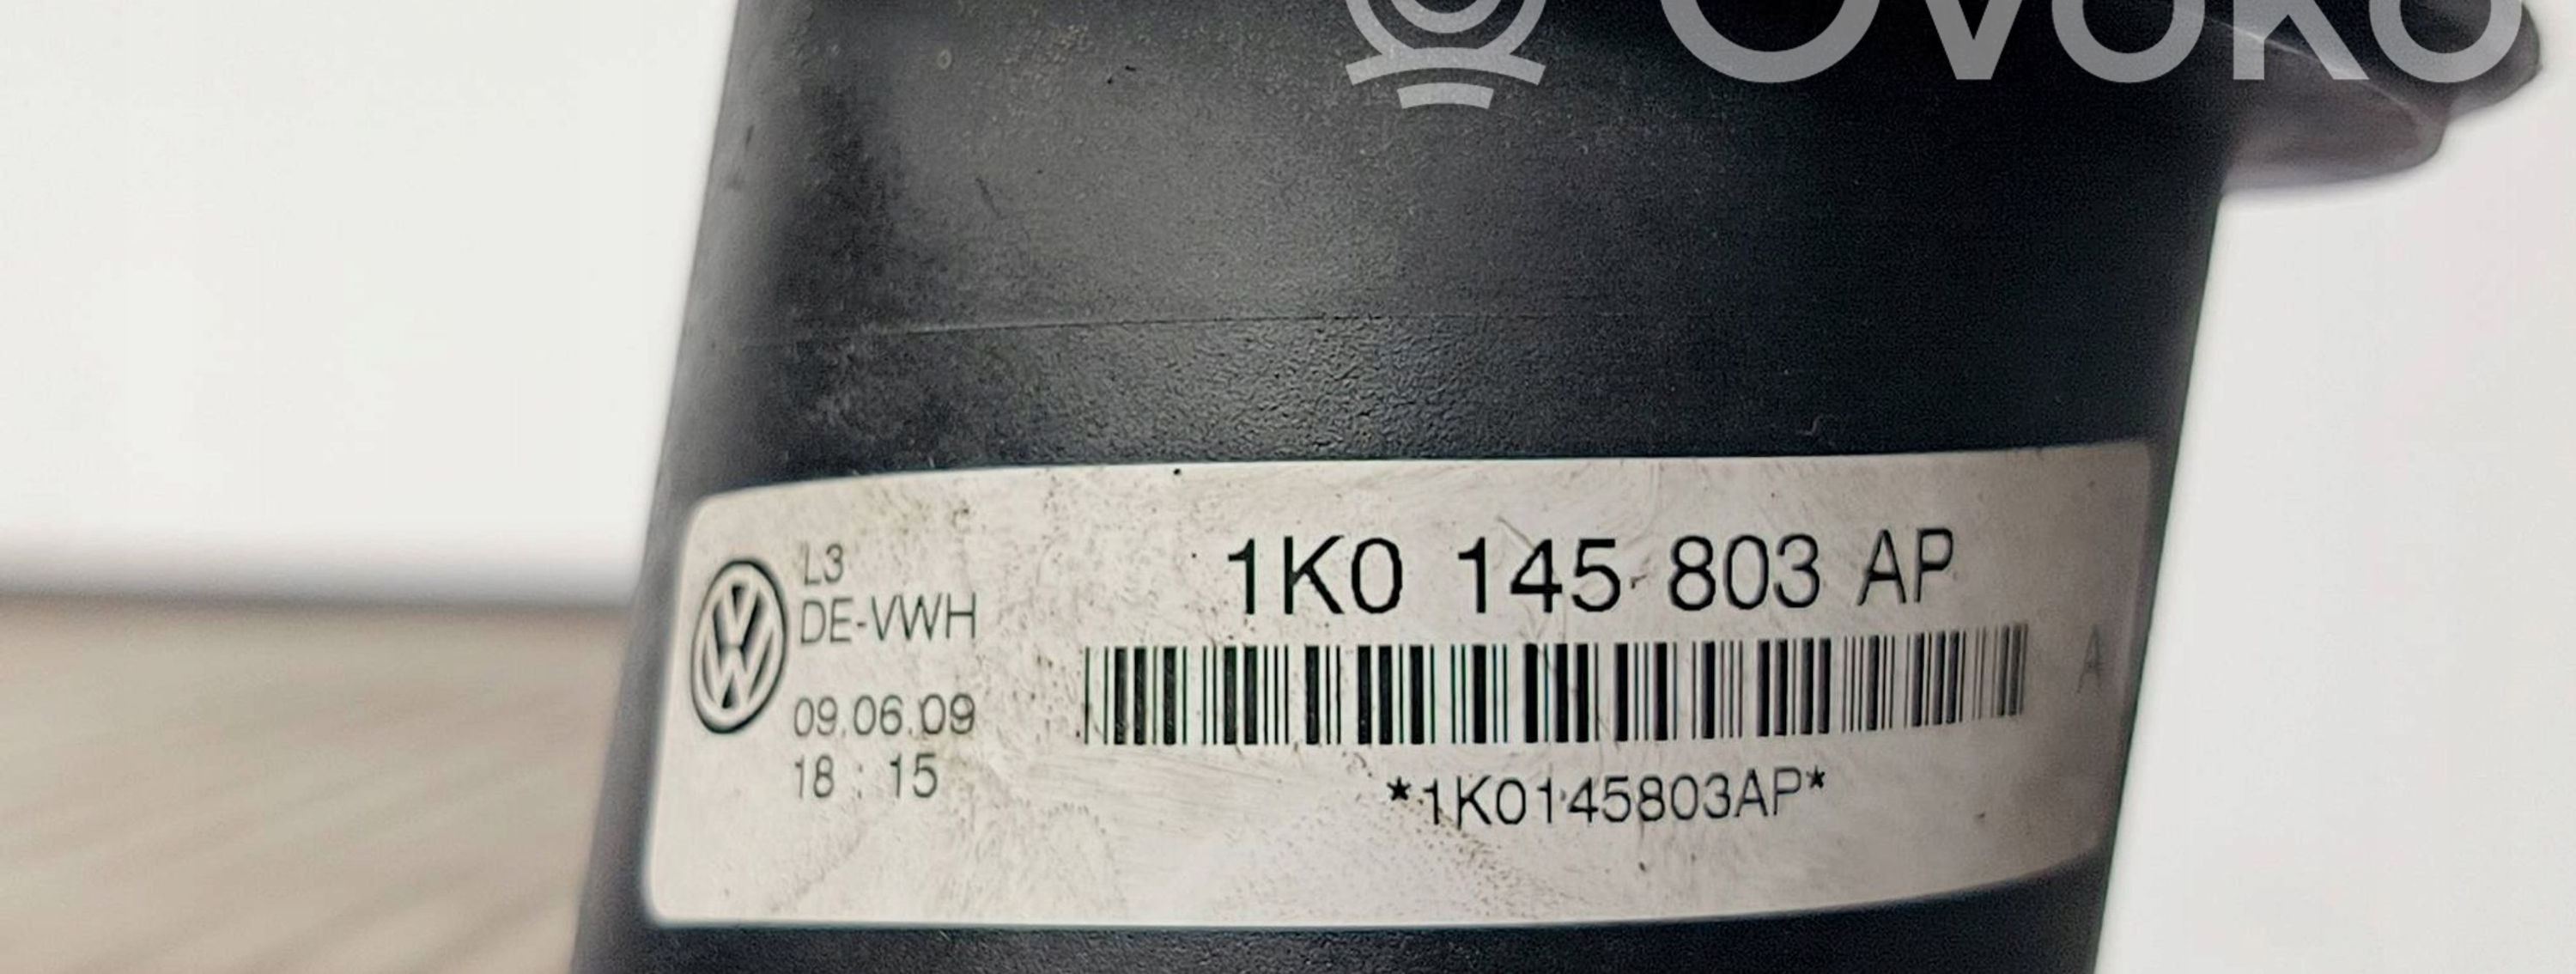 OVOKO
L3
DE-VWH
09.06.09
18 : 15
1K0 145 803 AP
A
*1K0145803AP*